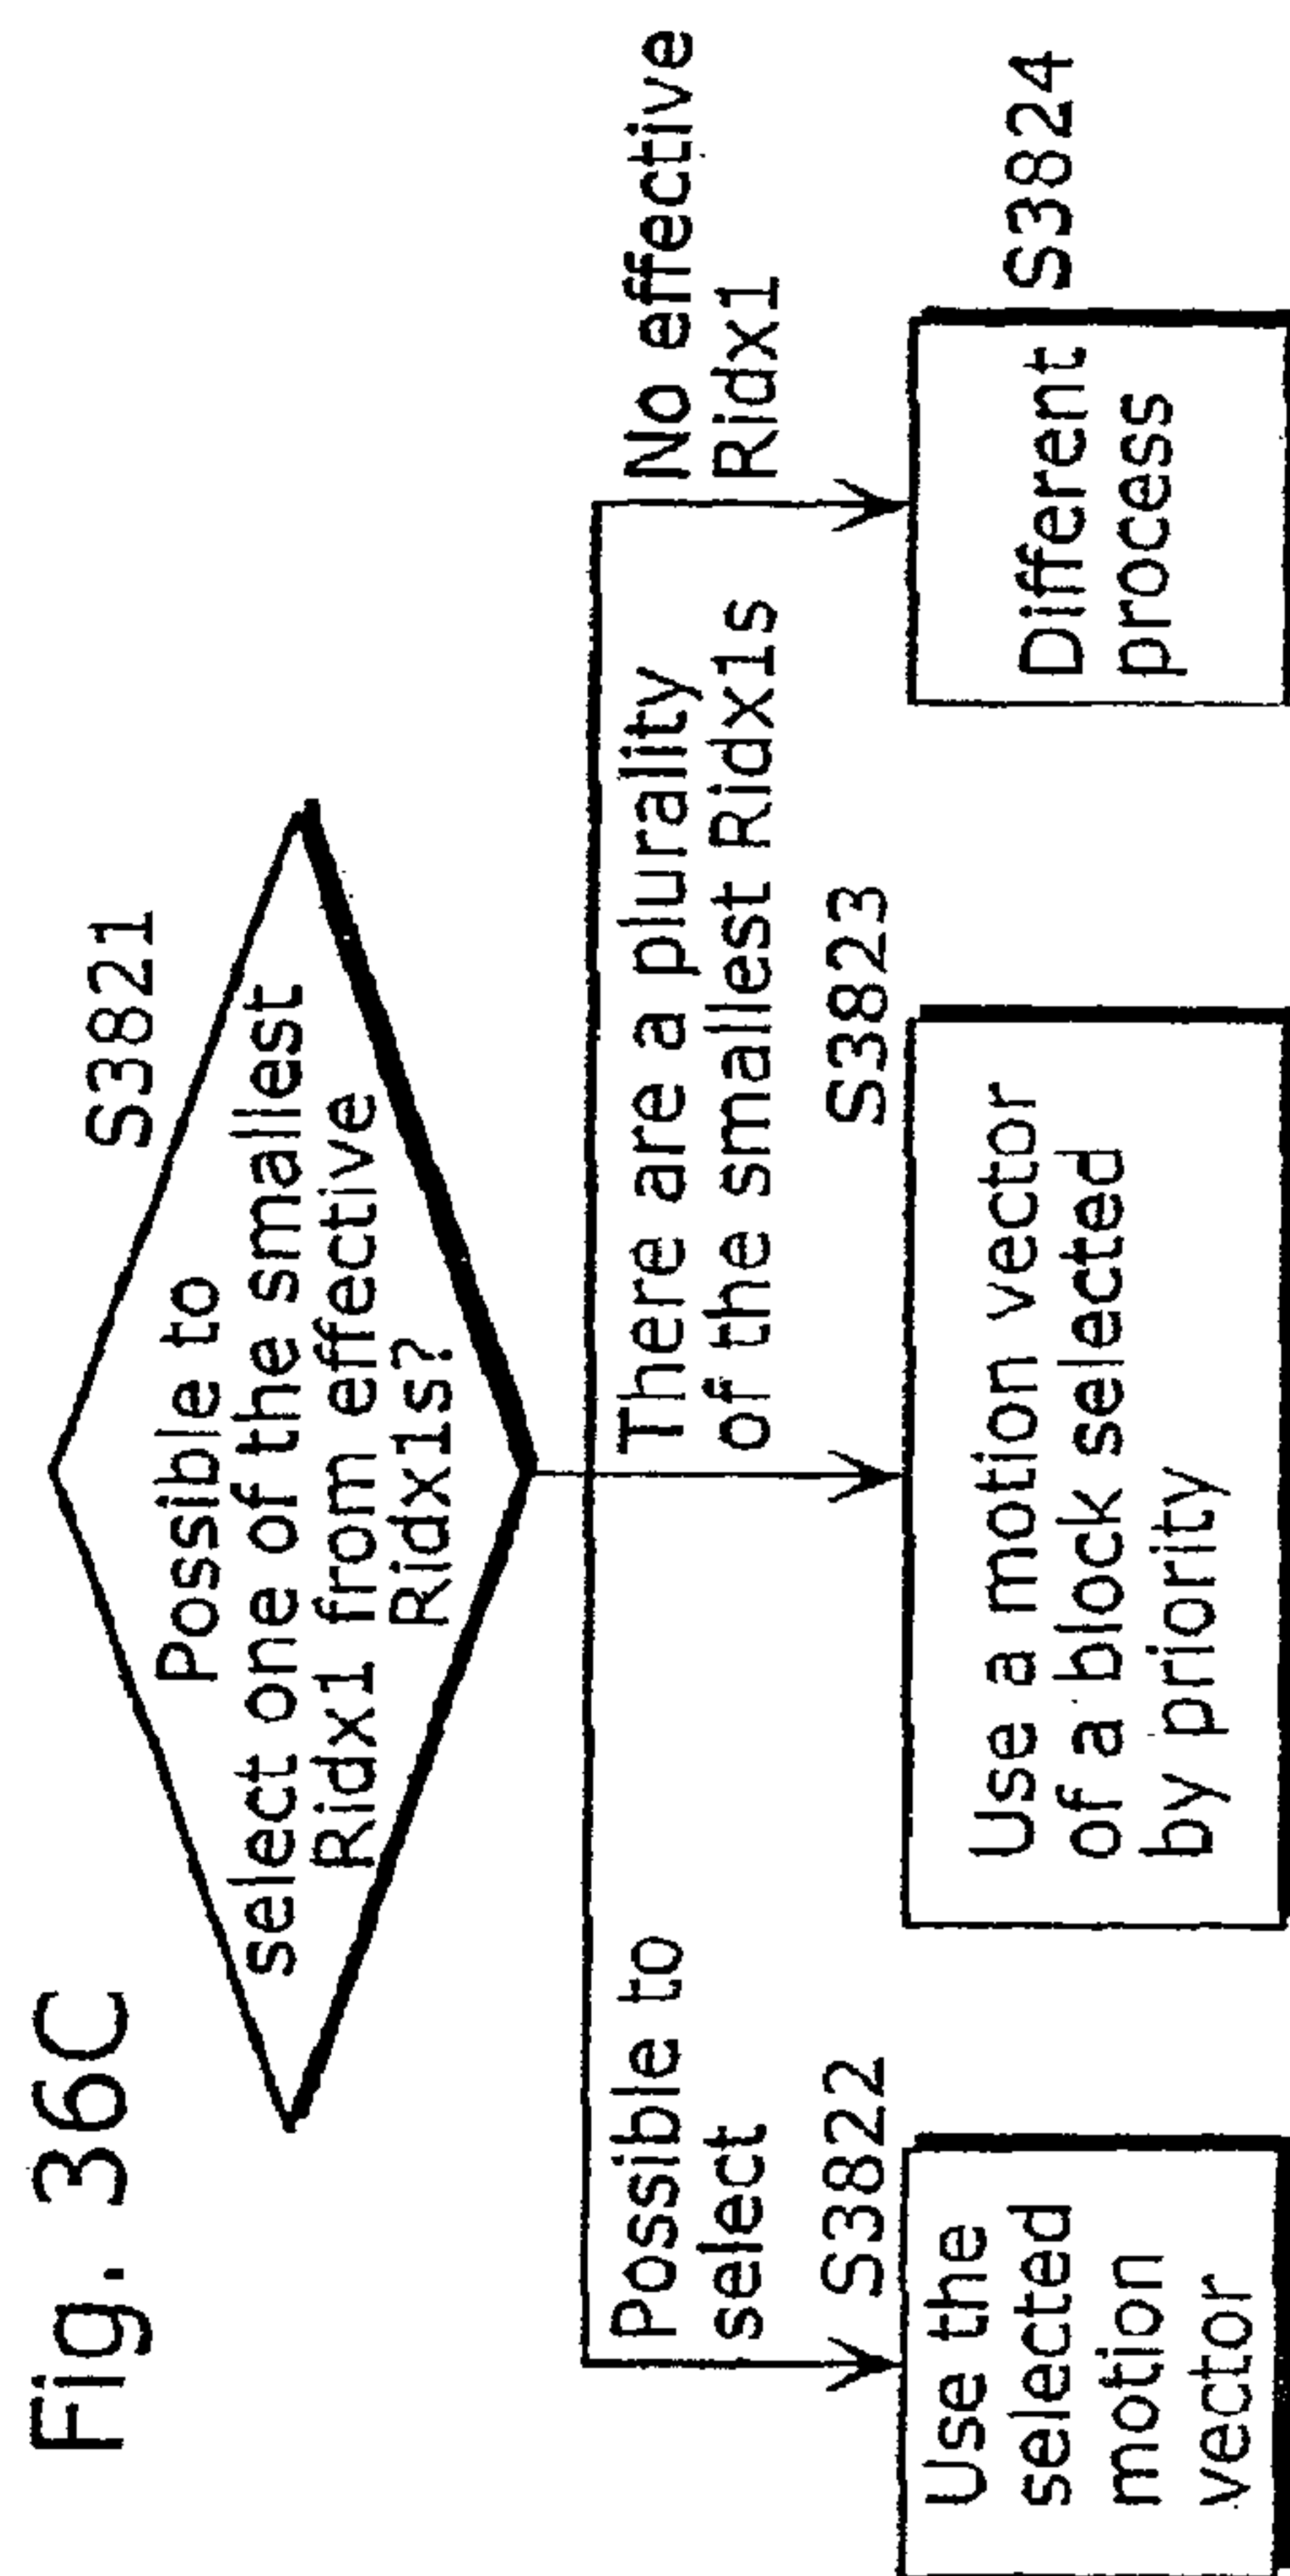 Fig. 36C
S3821
Possible to
select one of the smallest
Ridx1 from effective
Ridx1s?
Possible to
select
There are a plurality
of the smallest Ridx1s
No effective
Ridx1
S3822
Use the
selected
motion
vector
S3823
Use a motion vector
of a block selected
by priority
S3824
Different
process